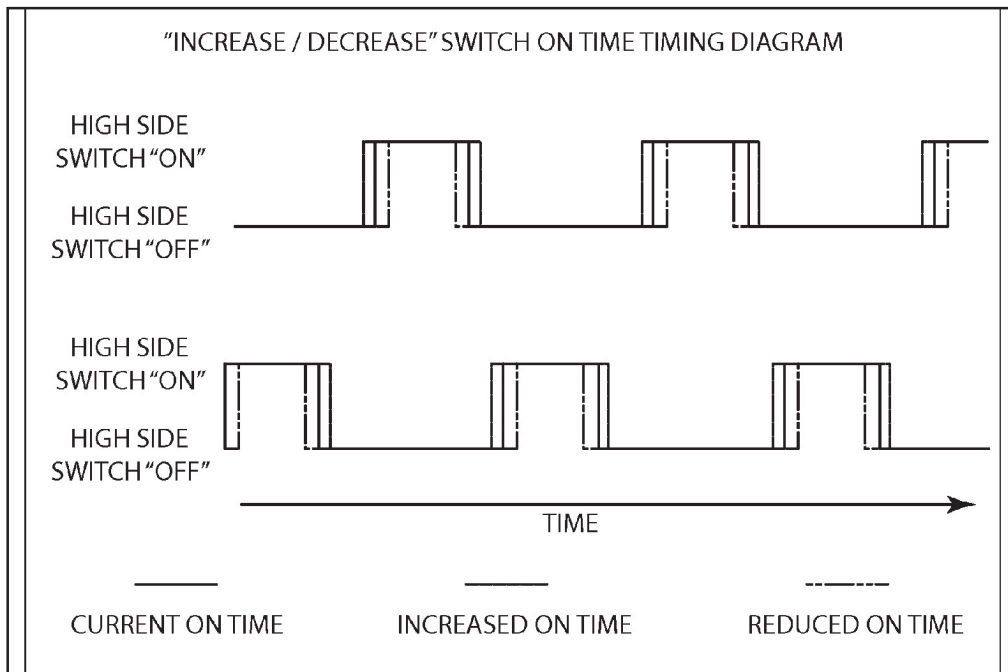 "INCREASE / DECREASE" SWITCH ON TIME TIMING DIAGRAM
HIGH SIDE
SWITCH "ON"
HIGH SIDE
SWITCH "OFF"
HIGH SIDE
SWITCH "ON"
HIGH SIDE
SWITCH "OFF"
TIME
CURRENT ON TIME
INCREASED ON TIME
REDUCED ON TIME